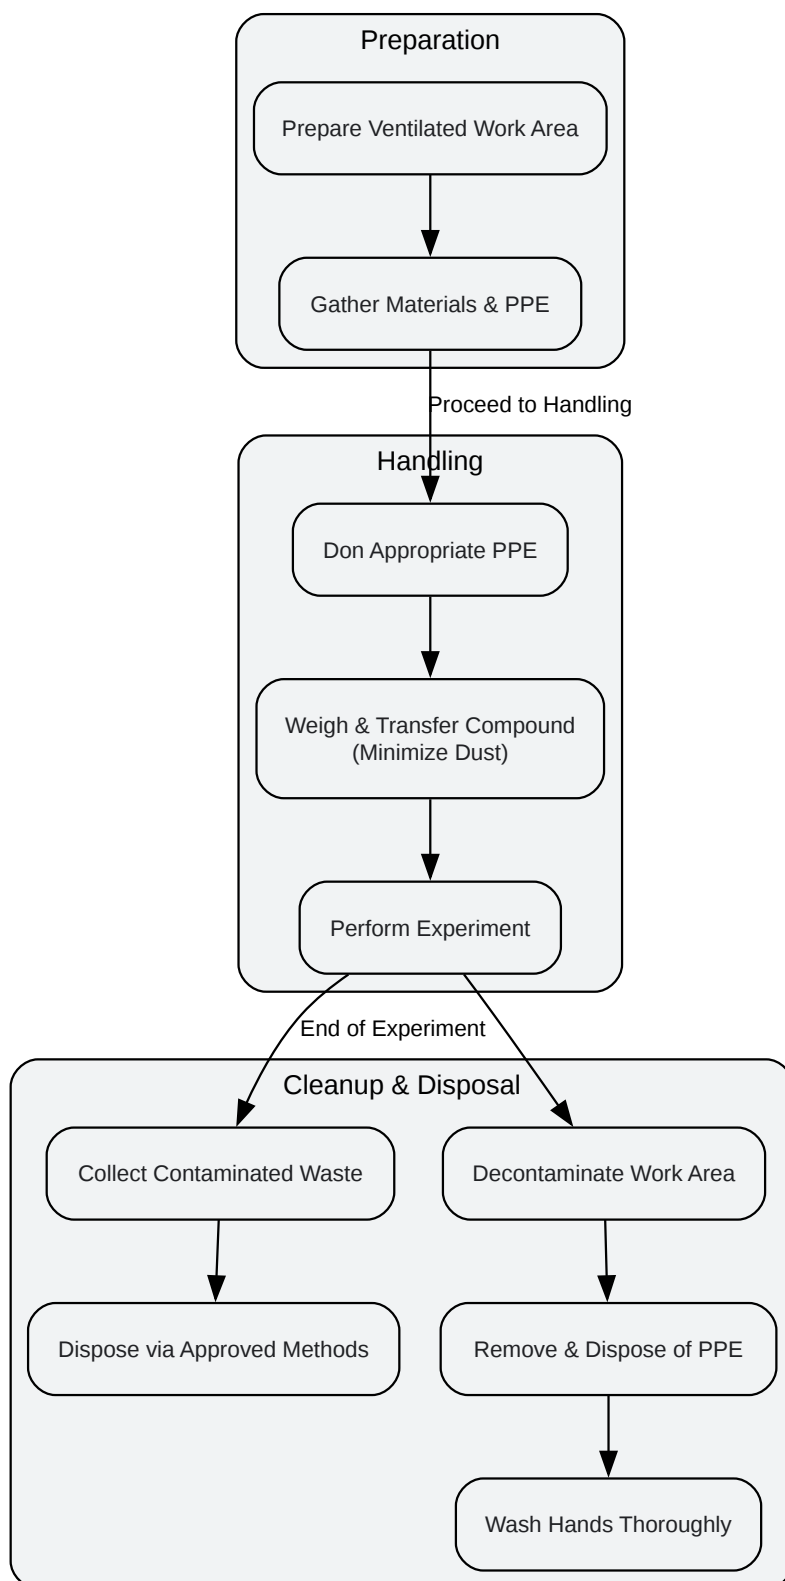 Preparation
Prepare Ventilated Work Area
Gather Materials & PPE
Proceed to Handling
Handling
Don Appropriate PPE
Weigh & Transfer Compound
(Minimize Dust)
Perform Experiment
End of Experiment
Cleanup & Disposal
Collect Contaminated Waste
Decontaminate Work Area
Dispose via Approved Methods
Remove & Dispose of PPE
Wash Hands Thoroughly